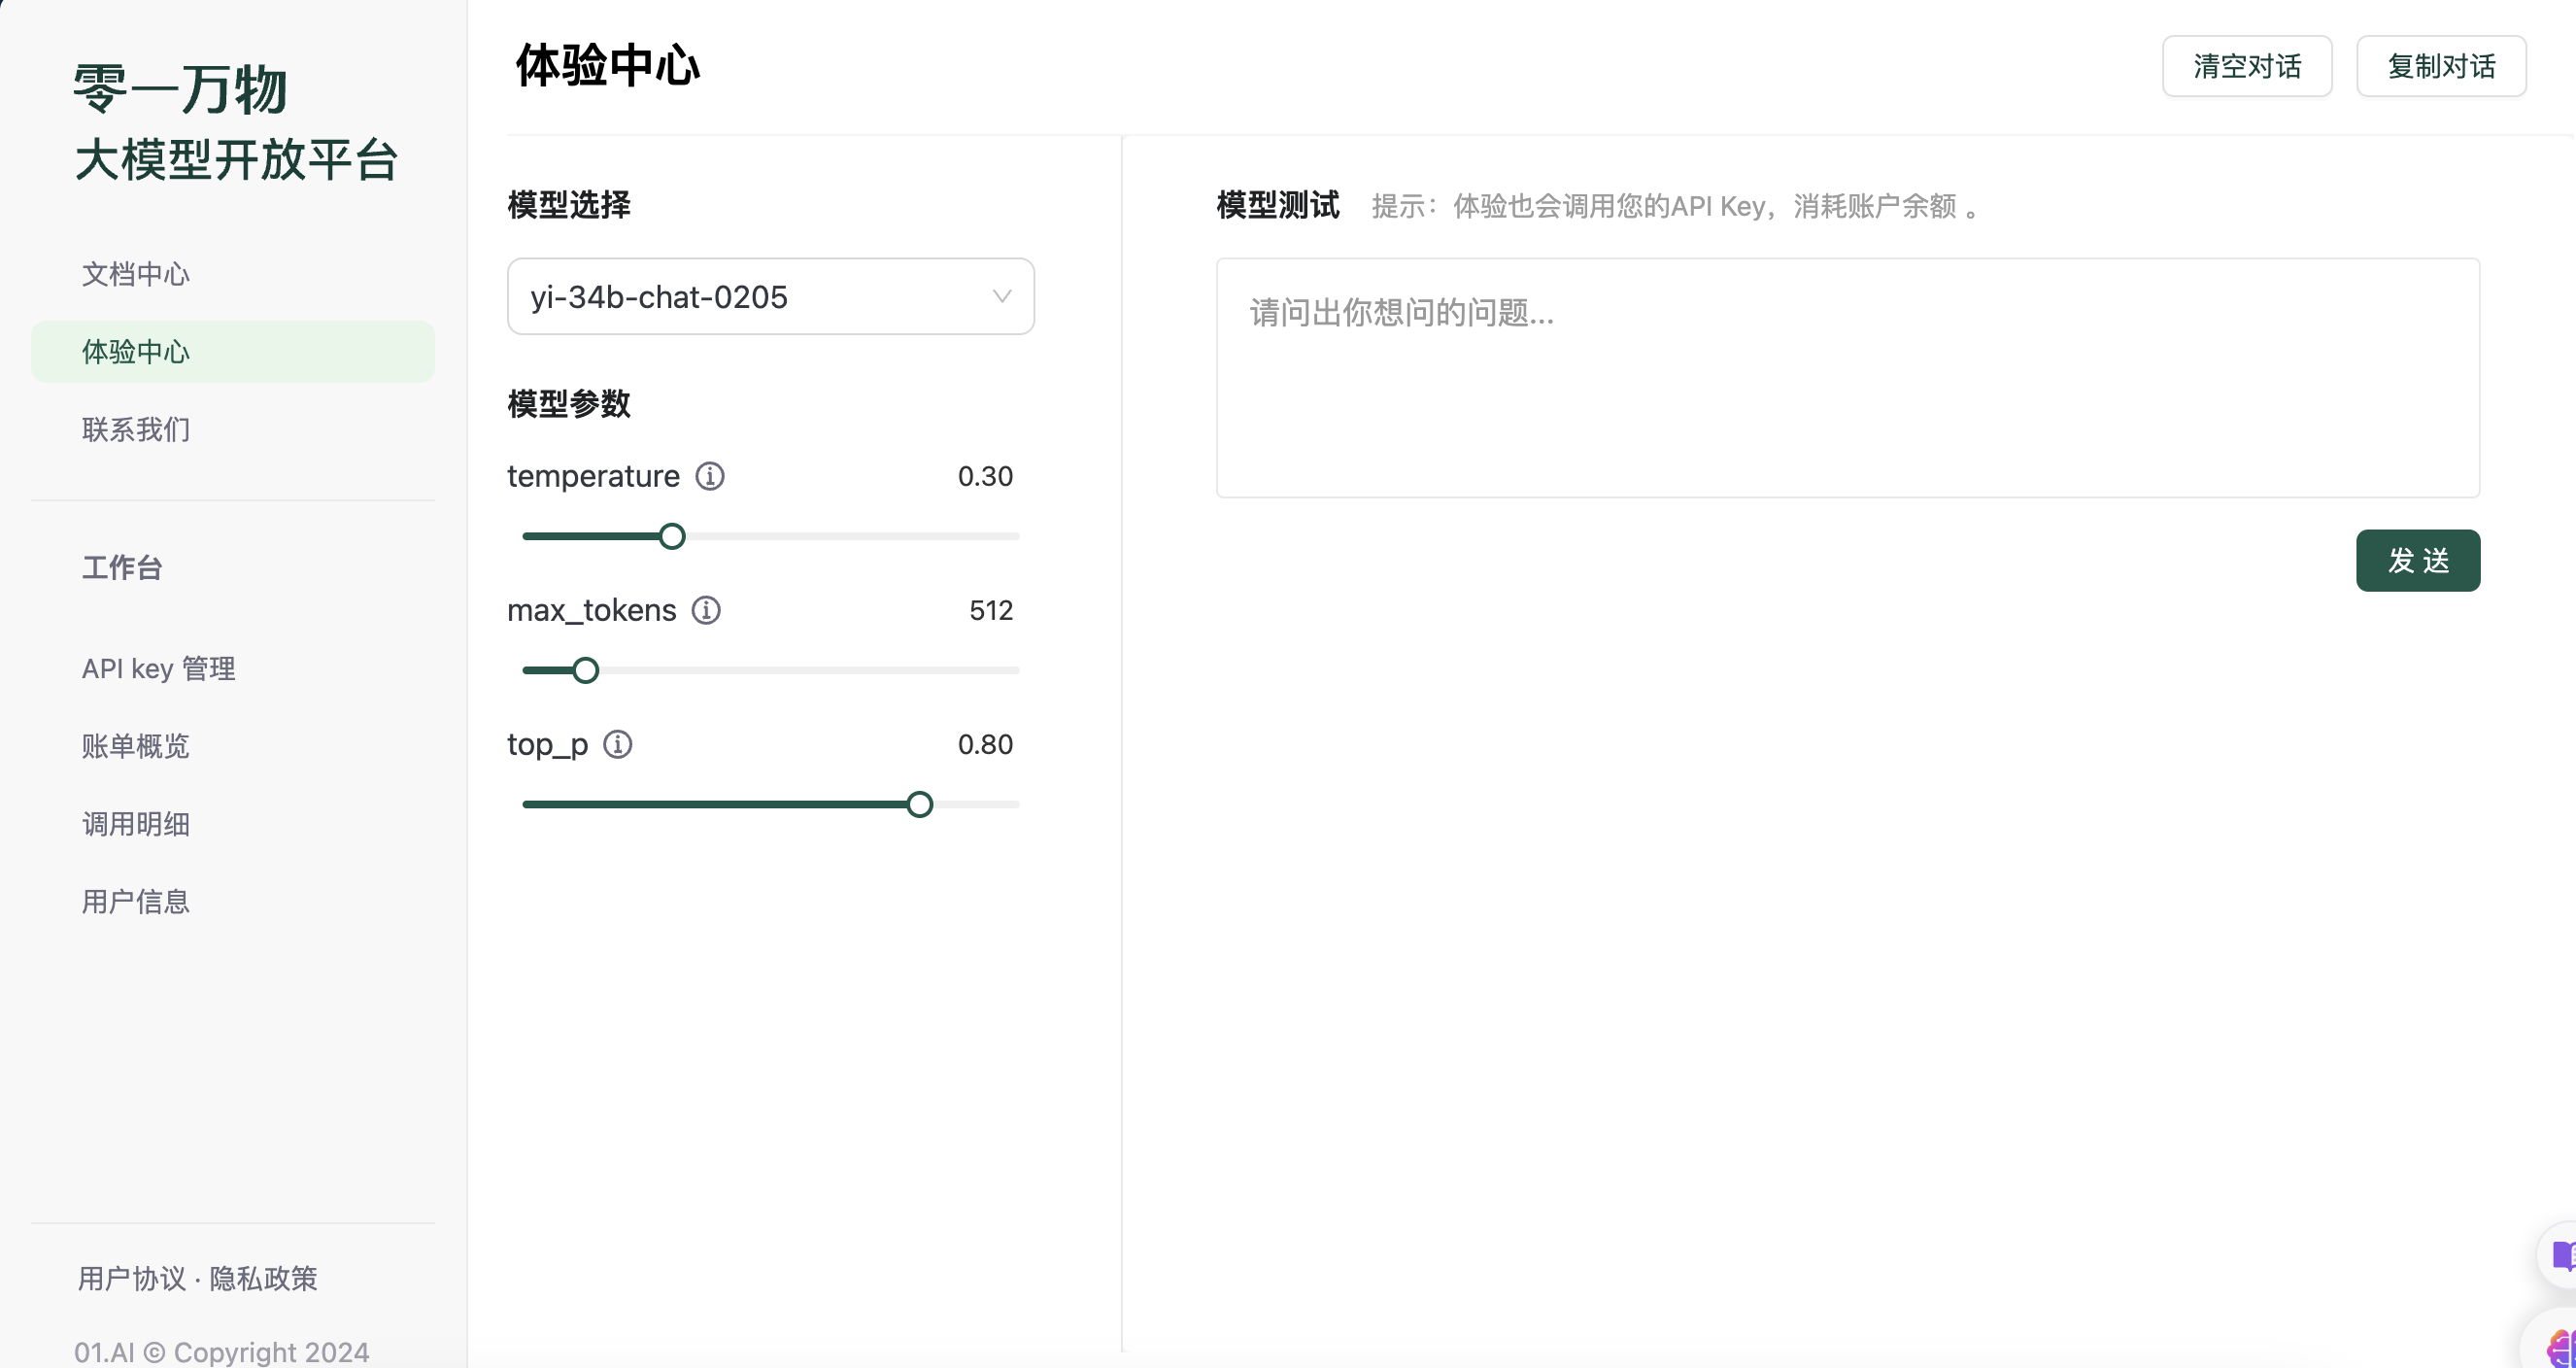 零一万物
大模型开放平台
文档中心
体验中心
联系我们
工作台
API key 管理
账单概览
调用明细
用户信息
用户协议 · 隐私政策
01.AI © Copyright 2024
体验中心
清空对话
复制对话
模型选择
yi-34b-chat-0205
模型参数
temperature 0.30
max_tokens 512
top_p 0.80
模型测试 提示：体验也会调用您的API Key，消耗账户余额 。
请问出你想问的问题...
发 送